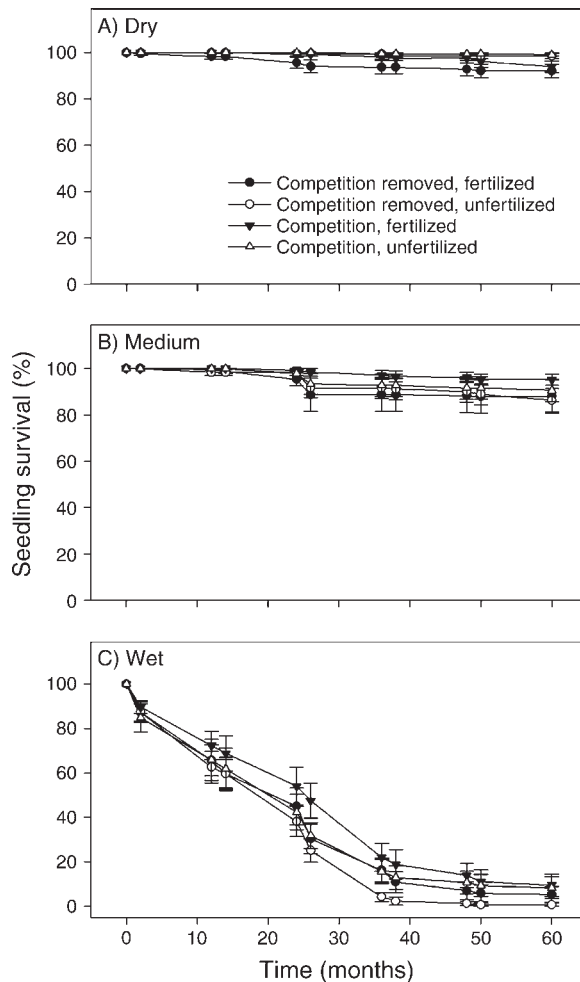 A) Dry
100
80
60
40
20
0
Competition removed, fertilized
Competition removed, unfertilized
Competition, fertilized
Competition, unfertilized
B) Medium
100
80
60
40
20
0
Seedling survival (%)
C) Wet
100
80
60
40
20
0
0 10 20 30 40 50 60
Time (months)